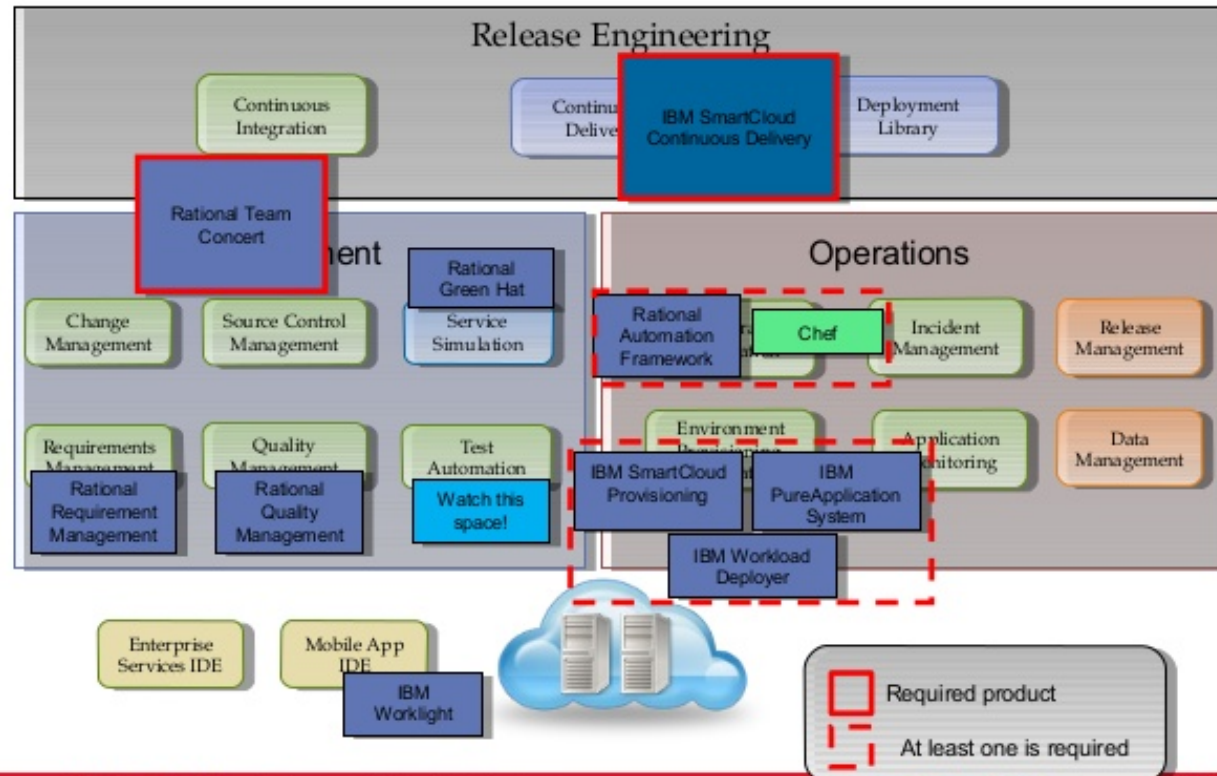 Release Engineering
Continuous
Integration
IBM SmartCloud
Continuous Delivery
Deployment
Library
Rational Team
Concert
Rational
Green Hat
Operations
Change
Management
Source Control
Management
Service
Simulation
Rational
Automation
Framework
Chef
Incident
Management
Release
Management
Requirements
Management
Rational
Requirement
Management
Quality
Management
Rational
Quality
Management
Test
Automation
Watch this
space!
Environment
Provisioning
IBM SmartCloud
Provisioning
IBM
PureApplication
System
IBM Workload
Deployer
Application
Monitoring
Data
Management
Enterprise
Services IDE
Mobile App
IDE
IBM
Worklight
Required product
At least one is required